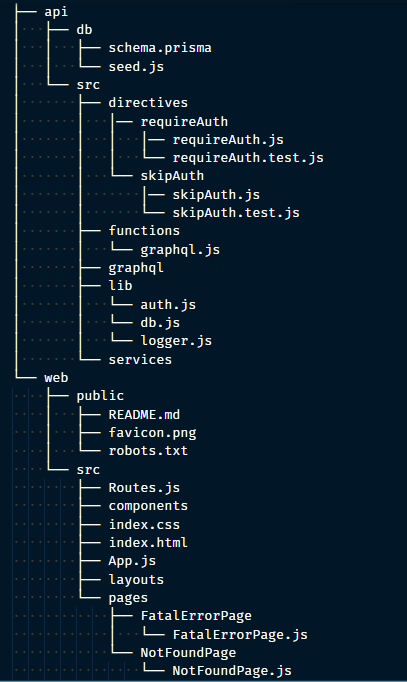 ├── api
│   ├── db
│   │   ├── schema.prisma
│   │   └── seed.js
│   └── src
│       ├── directives
│       │   ├── requireAuth
│       │   │   ├── requireAuth.js
│       │   │   └── requireAuth.test.js
│       │   └── skipAuth
│       │       ├── skipAuth.js
│       │       └── skipAuth.test.js
│       ├── functions
│       │   └── graphql.js
│       ├── graphql
│       ├── lib
│       │   └── auth.js
│       │   └── db.js
│       │   └── logger.js
│       └── services
└── web
    ├── public
    │   ├── README.md
    │   ├── favicon.png
    │   └── robots.txt
    └── src
        ├── Routes.js
        ├── components
        ├── index.css
        ├── index.html
        ├── App.js
        ├── layouts
        └── pages
            ├── FatalErrorPage
            │   └── FatalErrorPage.js
            └── NotFoundPage
                └── NotFoundPage.js